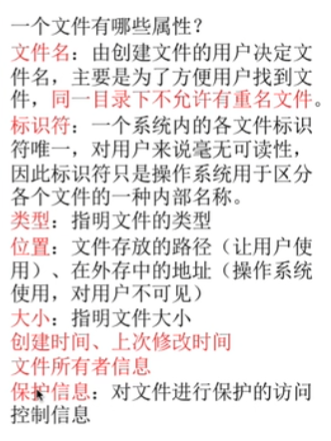 一个文件有哪些属性？
文件名：由创建文件的用户决定文
件名，主要是为了方便用户找到文
件，同一目录下不允许有重名文件。
标识符：一个系统内的各文件标识
符唯一，对用户来说毫无可读性，
因此标识符只是操作系统用于区分
各个文件的一种内部名称。
类型：指明文件的类型
位置：文件存放的路径（让用户使
用）、在外存中的地址（操作系统
使用，对用户不可见）
大小：指明文件大小
创建时间、上次修改时间
文件所有者信息
保护信息：对文件进行保护的访问
控制信息